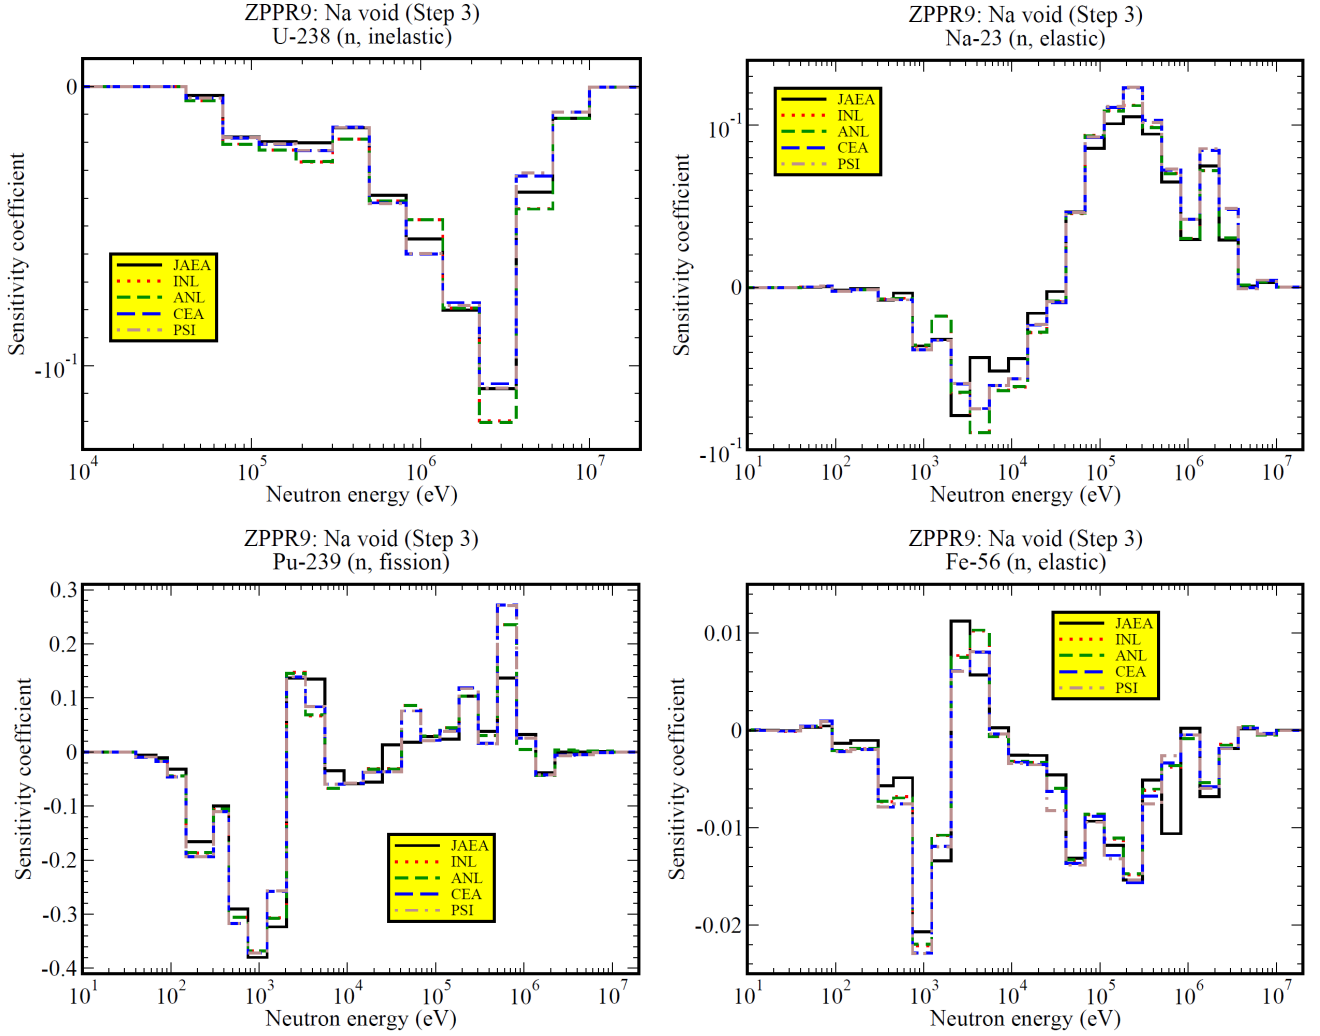 ZPPR9: Na void (Step 3)
U-238 (n, inelastic)
Sensitivity coefficient
0
-10^-1
JAEA
INL
ANL
CEA
PSI
10^4 10^5 10^6 10^7
Neutron energy (eV)
ZPPR9: Na void (Step 3)
Na-23 (n, elastic)
Sensitivity coefficient
10^-1
0
-10^-1
JAEA
INL
ANL
CEA
PSI
10^1 10^2 10^3 10^4 10^5 10^6 10^7
Neutron energy (eV)
ZPPR9: Na void (Step 3)
Pu-239 (n, fission)
Sensitivity coefficient
0.3
0.2
0.1
0
-0.1
-0.2
-0.3
-0.4
JAEA
INL
ANL
CEA
PSI
10^1 10^2 10^3 10^4 10^5 10^6 10^7
Neutron energy (eV)
ZPPR9: Na void (Step 3)
Fe-56 (n, elastic)
Sensitivity coefficient
0.01
0
-0.01
-0.02
JAEA
INL
ANL
CEA
PSI
10^1 10^2 10^3 10^4 10^5 10^6 10^7
Neutron energy (eV)